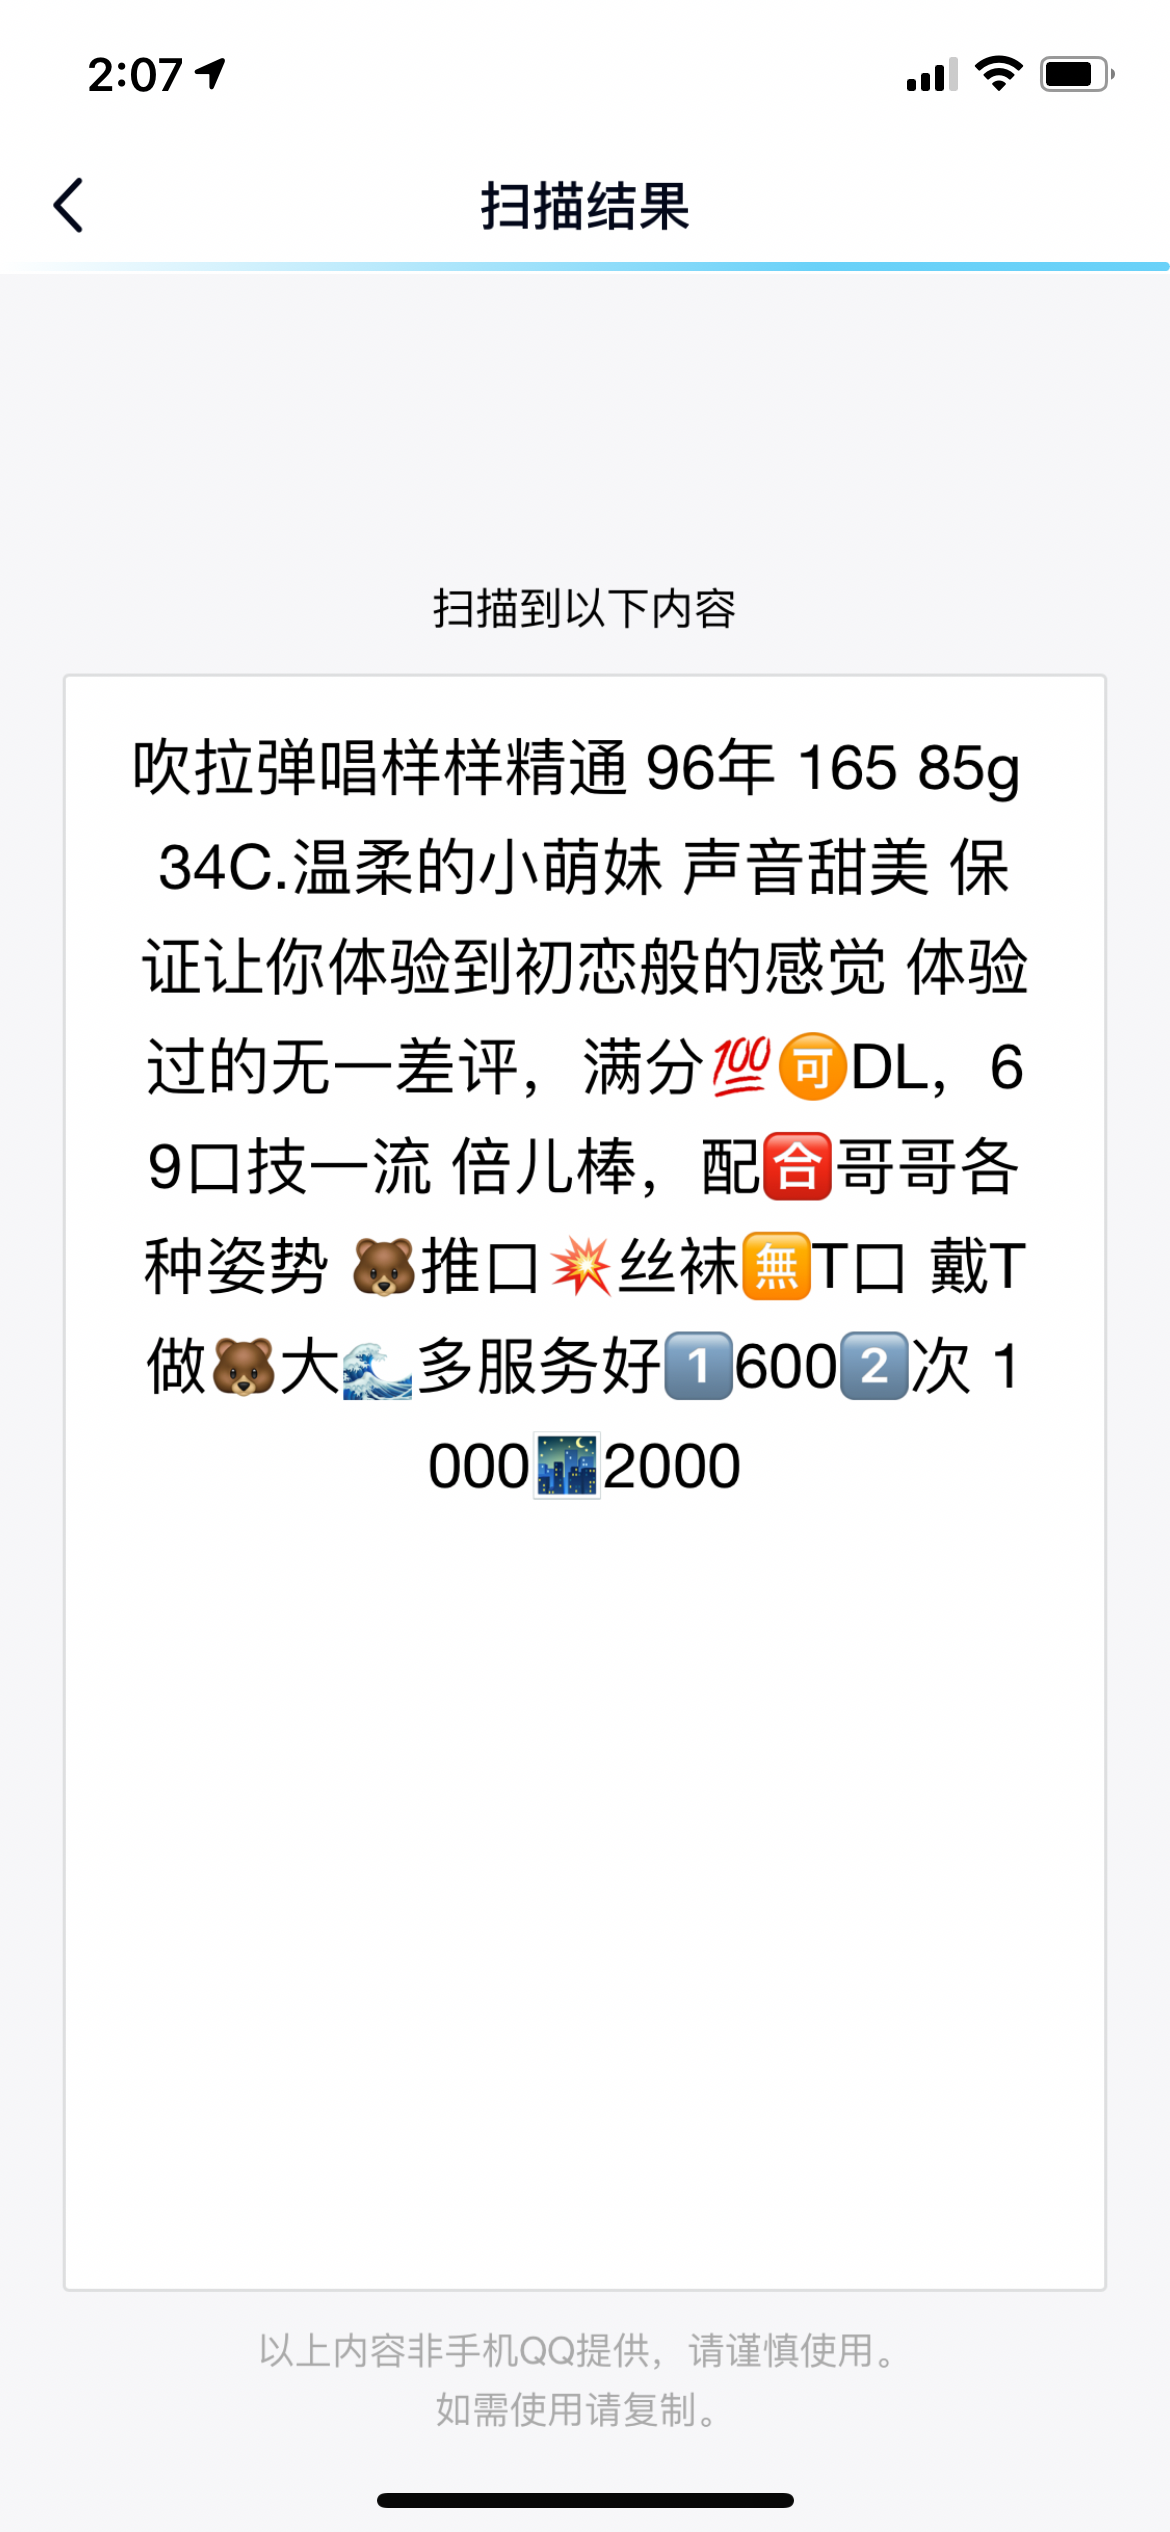 2:07
扫描结果
扫描到以下内容
吹拉弹唱样样精通 96年 165 85g
34C.温柔的小萌妹 声音甜美 保
证让你体验到初恋般的感觉 体验
过的无一差评，满分💯🉑DL，6
9口技一流 倍儿棒，配🈴哥哥各
种姿势 🐻推口💥丝袜🈚T口 戴T
做🐻大🌊多服务好1️⃣6002️⃣次 1
000🌃2000
以上内容非手机QQ提供，请谨慎使用。
如需使用请复制。